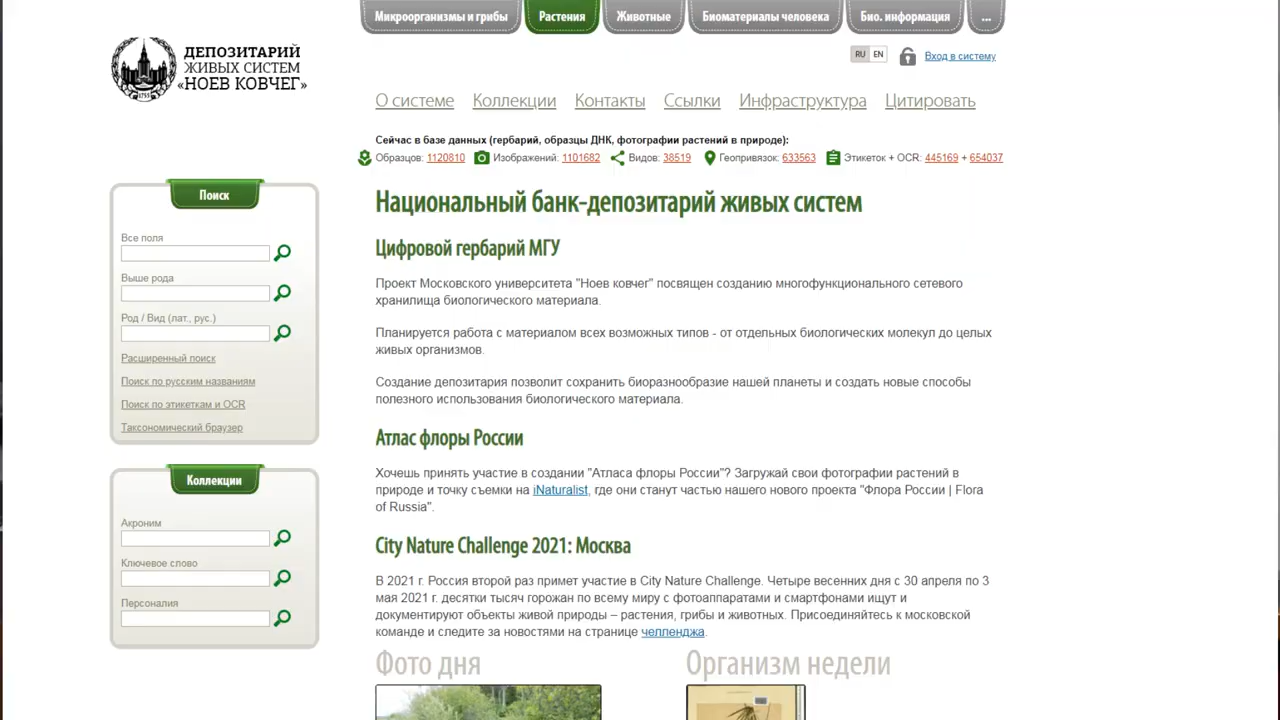 Микроорганизмы и грибы
Растения
Животные
Биоматериалы человека
Био. информация
...
ДЕПОЗИТАРИЙ
ЖИВЫХ СИСТЕМ
«НОЕВ КОВЧЕГ»
1755
RU EN
Вход в систему
О системе
Коллекции
Контакты
Ссылки
Инфраструктура
Цитировать
Сейчас в базе данных (гербарий, образцы ДНК, фотографии растений в природе):
Образцов: 1120810 Изображений: 1101682 Видов: 38519 Геопривязок: 633563 Этикеток + OCR: 445169 + 654037
Поиск
Все поля
Выше рода
Род / Вид (лат., рус.)
Расширенный поиск
Поиск по русским названиям
Поиск по этикеткам и OCR
Таксономический браузер
Коллекции
Акроним
Ключевое слово
Персоналия
Национальный банк-депозитарий живых систем
Цифровой гербарий МГУ
Проект Московского университета "Ноев ковчег" посвящен созданию многофункционального сетевого
хранилища биологического материала.
Планируется работа с материалом всех возможных типов - от отдельных биологических молекул до целых
живых организмов.
Создание депозитария позволит сохранить биоразнообразие нашей планеты и создать новые способы
полезного использования биологического материала.
Атлас флоры России
Хочешь принять участие в создании "Атласа флоры России"? Загружай свои фотографии растений в
природе и точку съемки на iNaturalist, где они станут частью нашего нового проекта "Флора России | Flora
of Russia".
City Nature Challenge 2021: Москва
В 2021 г. Россия второй раз примет участие в City Nature Challenge. Четыре весенних дня с 30 апреля по 3
мая 2021 г. десятки тысяч горожан по всему миру с фотоаппаратами и смартфонами ищут и
документируют объекты живой природы – растения, грибы и животных. Присоединяйтесь к московской
команде и следите за новостями на странице челленджа.
Фото дня
Организм недели